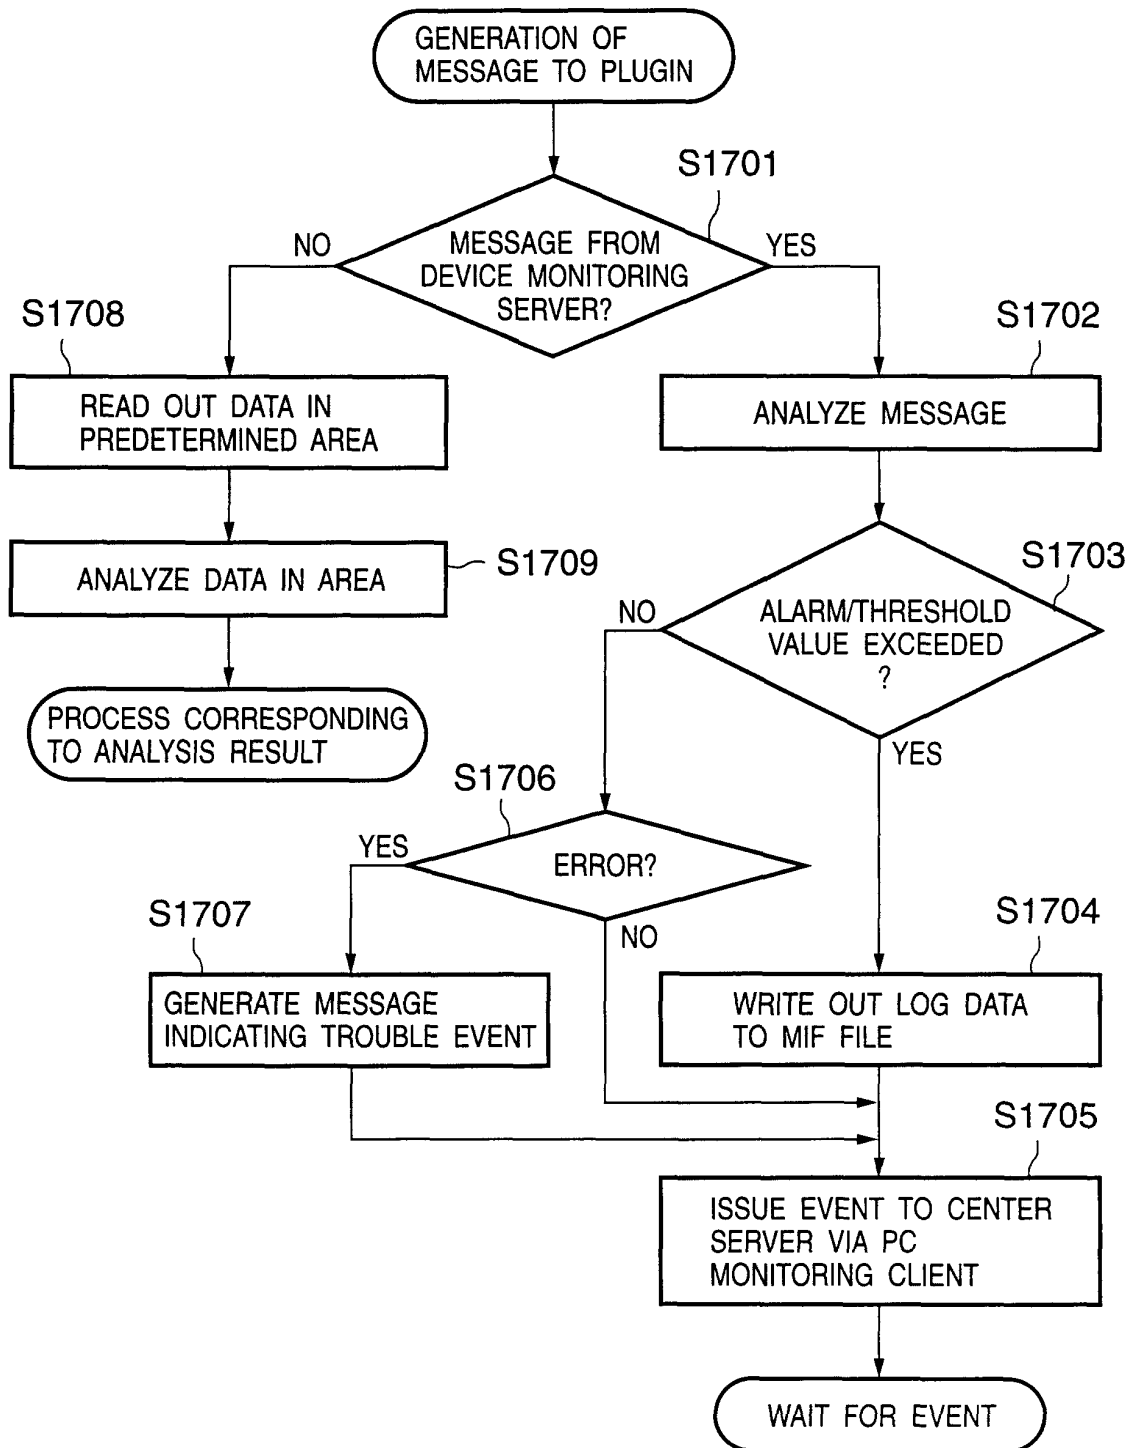 GENERATION OF
MESSAGE TO PLUGIN
S1701
NO
MESSAGE FROM
DEVICE MONITORING
SERVER?
YES
S1708
S1702
READ OUT DATA IN
PREDETERMINED AREA
ANALYZE MESSAGE
S1709
ANALYZE DATA IN AREA
S1703
NO
ALARM/THRESHOLD
VALUE EXCEEDED
?
PROCESS CORRESPONDING
TO ANALYSIS RESULT
YES
S1706
YES
ERROR?
S1707
NO
S1704
GENERATE MESSAGE
INDICATING TROUBLE EVENT
WRITE OUT LOG DATA
TO MIF FILE
S1705
ISSUE EVENT TO CENTER
SERVER VIA PC
MONITORING CLIENT
WAIT FOR EVENT